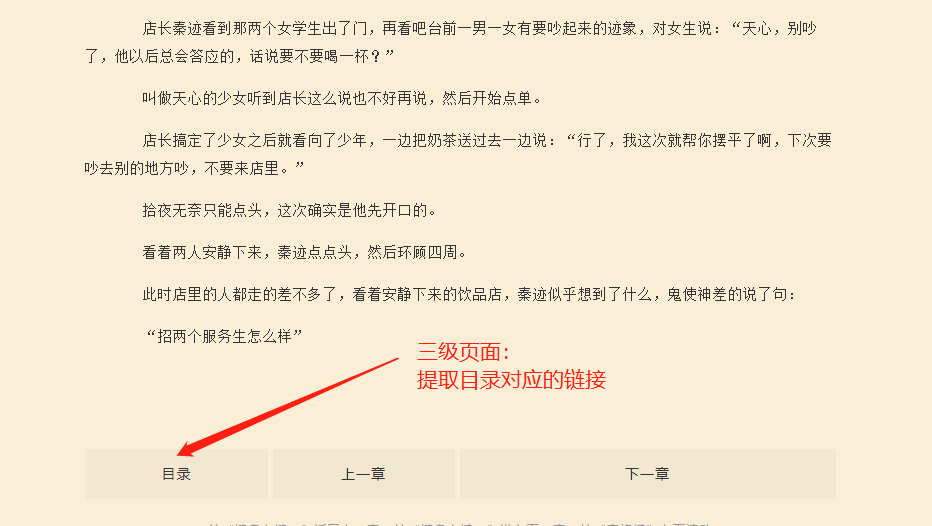 店长秦迹看到那两个女学生出了门，再看吧台前一男一女有要吵起来的迹象，对女生说：“天心，别吵
了，他以后总会答应的，话说要不要喝一杯？”
叫做天心的少女听到店长这么说也不好再说，然后开始点单。
店长搞定了少女之后就看向了少年，一边把奶茶送过去一边说：“行了，我这次就帮你摆平了啊，下次要
吵去别的地方吵，不要来店里。”
拾夜无奈只能点头，这次确实是他先开口的。
看着两人安静下来，秦迹点点头，然后环顾四周。
此时店里的人都走的差不多了，看着安静下来的饮品店，秦迹似乎想到了什么，鬼使神差的说了句：
“招两个服务生怎么样”
三级页面：
提取目录对应的链接
目录 上一章 下一章